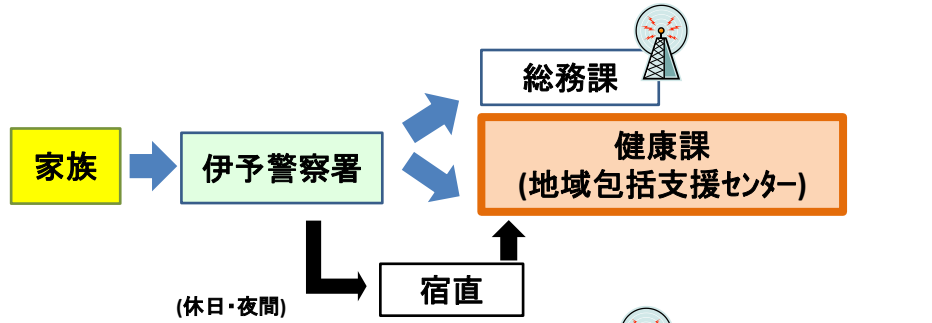 総務課
家族
伊予警察署
健康課
(地域包括支援センター)
宿直
(休日・夜間)